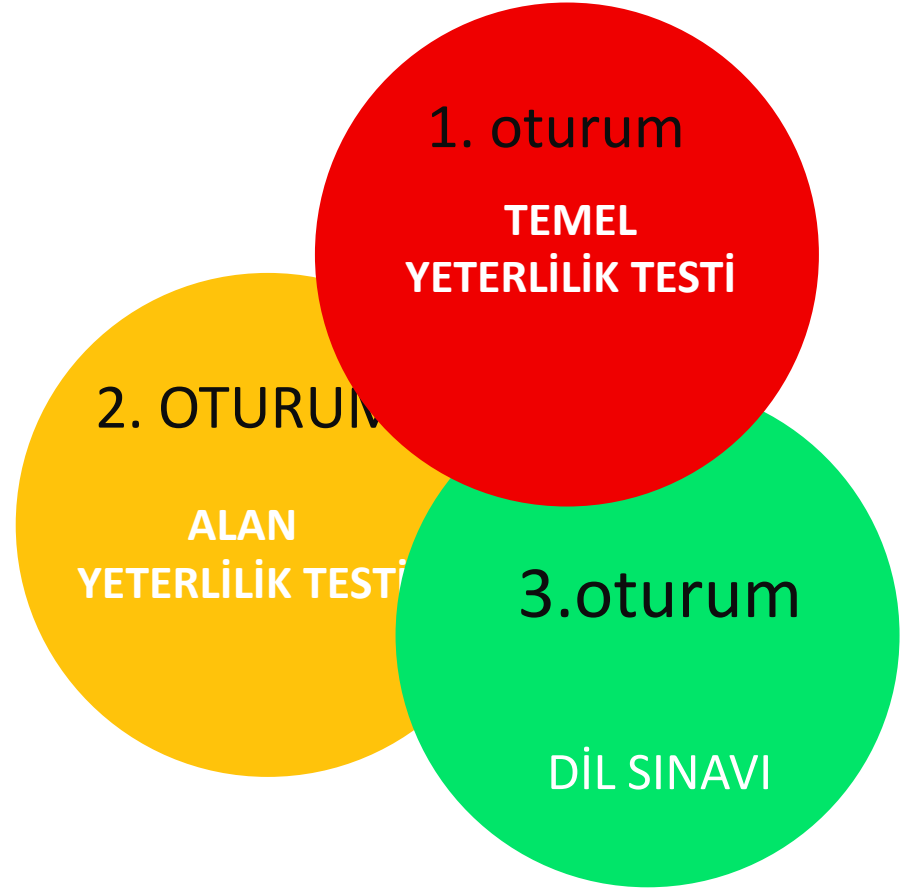 1. oturum
TEMEL
YETERLİLİK TESTİ
2. OTURUM
ALAN
YETERLİLİK TESTİ
3.oturum
DİL SINAVI